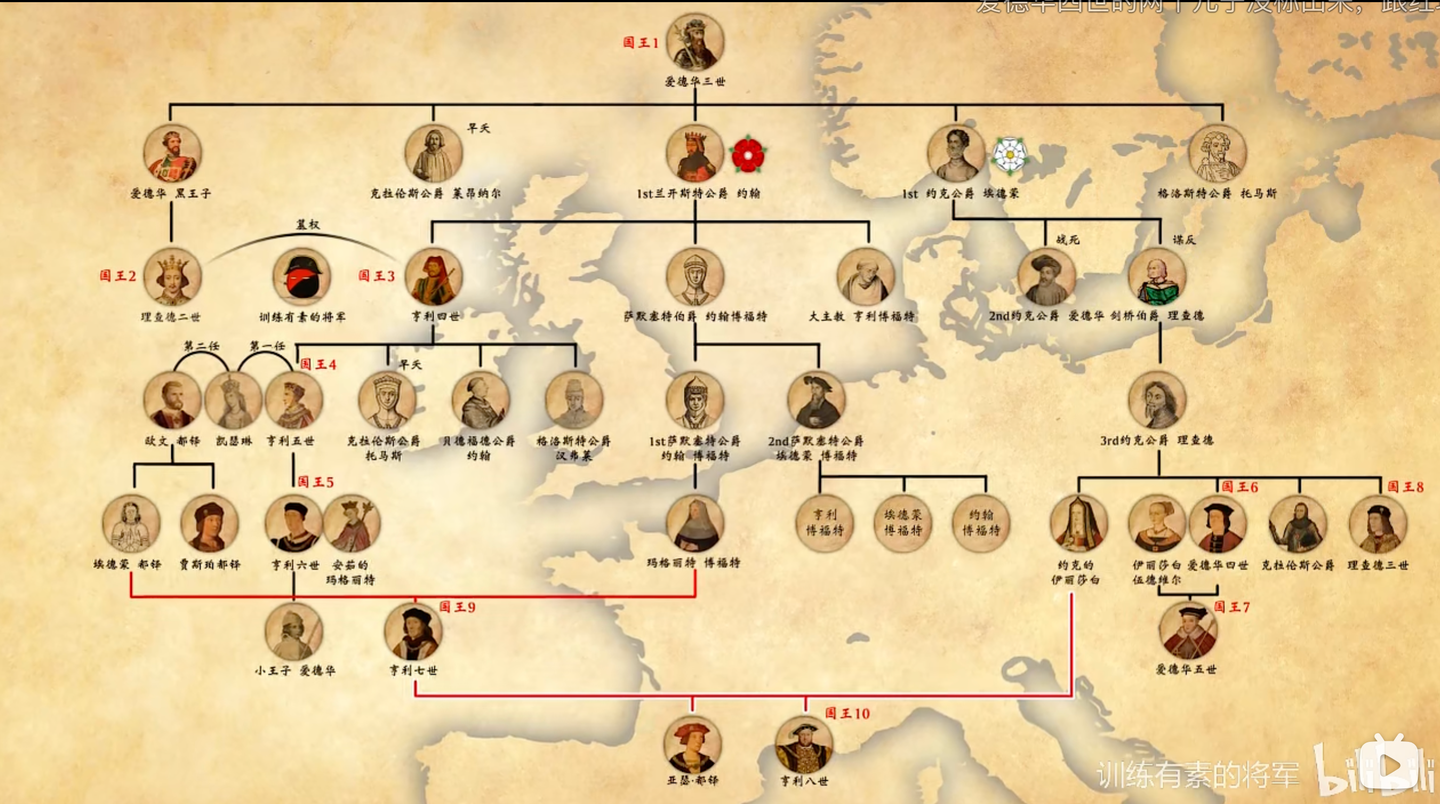 爱德华四世的两个儿子没标出来，跟红
国王1
爱德华三世
早夭
爱德华 黑王子
克拉伦斯公爵 莱昂纳尔
1st兰开斯特公爵 约翰
1st 约克公爵 埃德蒙
格洛斯特公爵 托马斯
篡权
战死
谋反
国王2
国王3
理查德二世
训练有素的将军
亨利四世
萨默塞特伯爵 约翰博福特
大主教 亨利博福特
2nd约克公爵 爱德华
剑桥伯爵 理查德
第二任
第一任
国王4
早夭
欧文 都铎
凯瑟琳
亨利五世
克拉伦斯公爵
托马斯
贝德福德公爵
约翰
格洛斯特公爵
汉弗莱
1st萨默塞特公爵
约翰 博福特
2nd萨默塞特公爵
埃德蒙 博福特
3rd约克公爵 理查德
国王5
国王6
国王8
亨利
博福特
埃德蒙
博福特
约翰
博福特
埃德蒙 都铎
贾斯珀都铎
亨利六世
安茹的
玛格丽特
玛格丽特 博福特
约克的
伊丽莎白
伊丽莎白
伍德维尔
爱德华四世
克拉伦斯公爵
理查德三世
国王9
国王7
小王子 爱德华
亨利七世
爱德华五世
国王10
亚瑟·都铎
亨利八世
训练有素的将军
bilibili